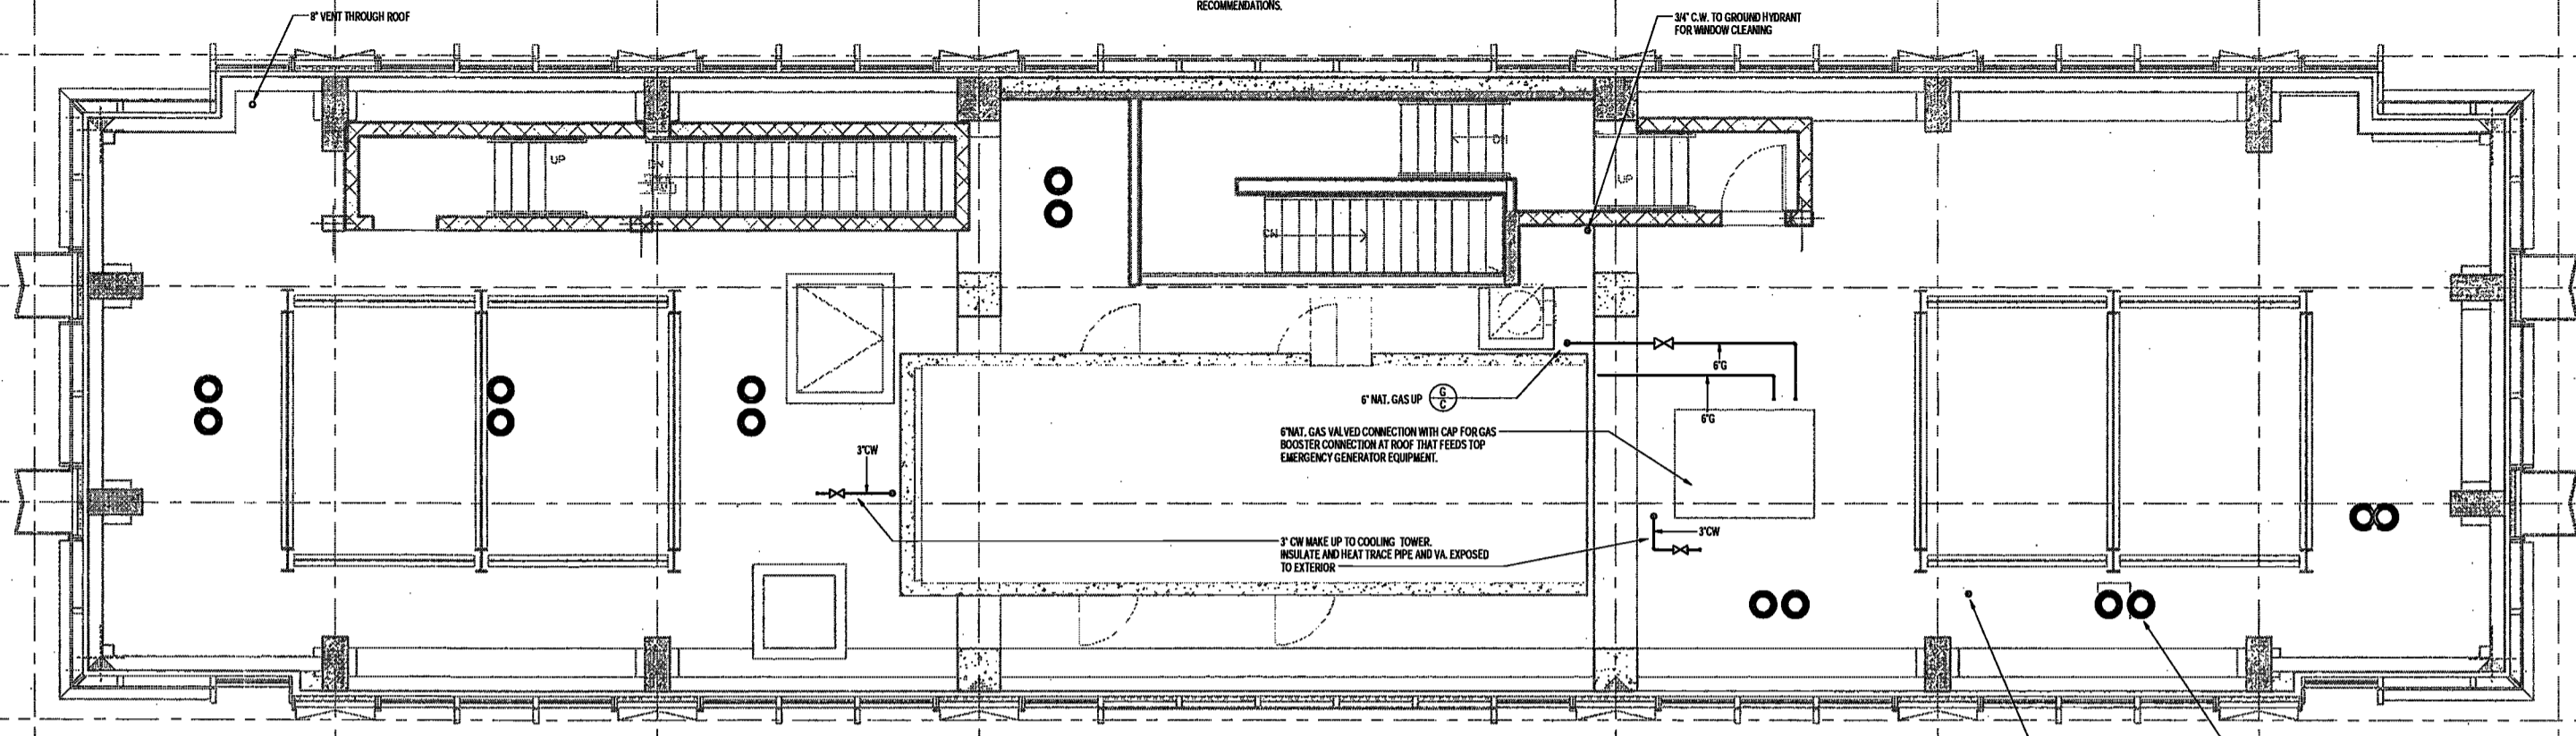 RECOMMENDATIONS.
8" VENT THROUGH ROOF
3/4" C.W. TO GROUND HYDRANT
FOR WINDOW CLEANING
UP
DN
DN
UP
6"G
6" NAT. GAS UP
G
C
6"G
6"NAT. GAS VALVED CONNECTION WITH CAP FOR GAS
BOOSTER CONNECTION AT ROOF THAT FEEDS TOP
EMERGENCY GENERATOR EQUIPMENT.
3"CW
3"CW
3" CW MAKE UP TO COOLING TOWER.
INSULATE AND HEAT TRACE PIPE AND VA. EXPOSED
TO EXTERIOR